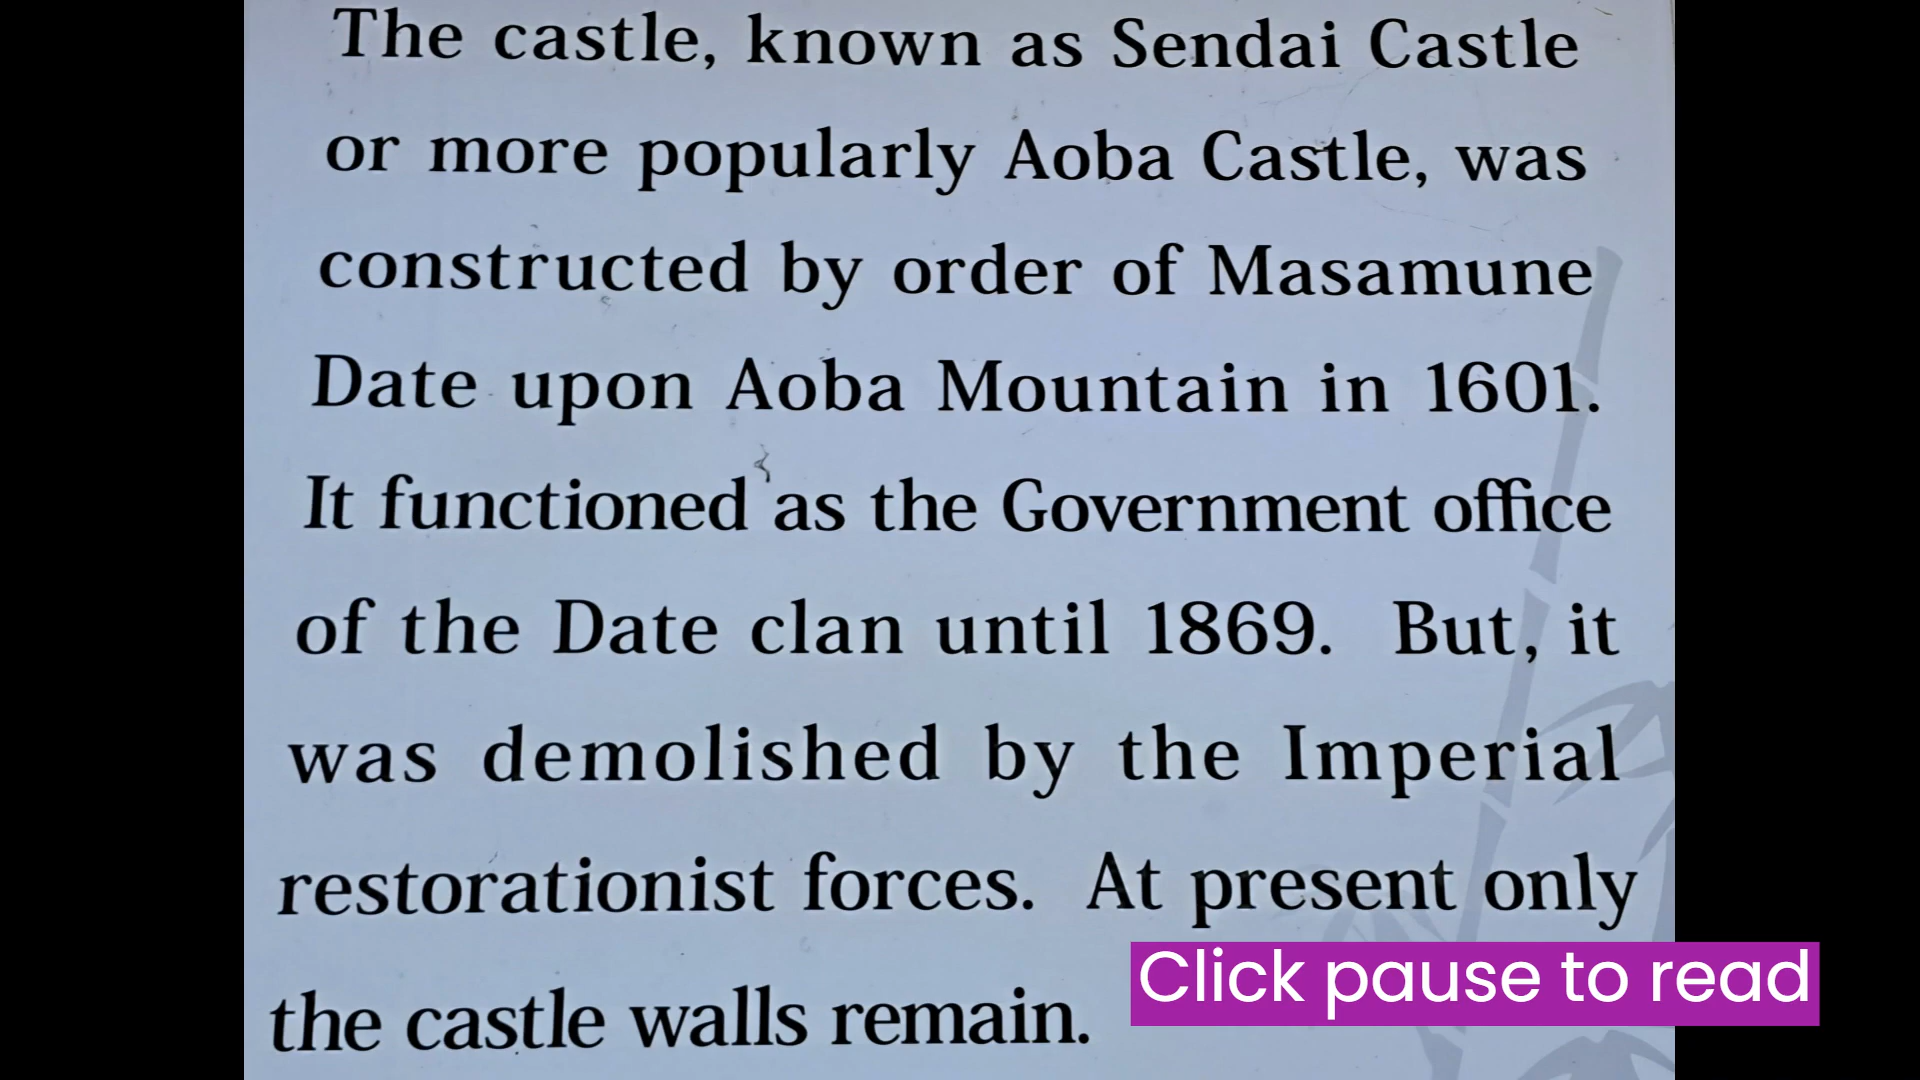 The castle, known as Sendai Castle
or more popularly Aoba Castle, was
constructed by order of Masamune
Date upon Aoba Mountain in 1601.
It functioned as the Government office
of the Date clan until 1869. But, it
was demolished by the Imperial
restorationist forces. At present only
the castle walls remain.
Click pause to read